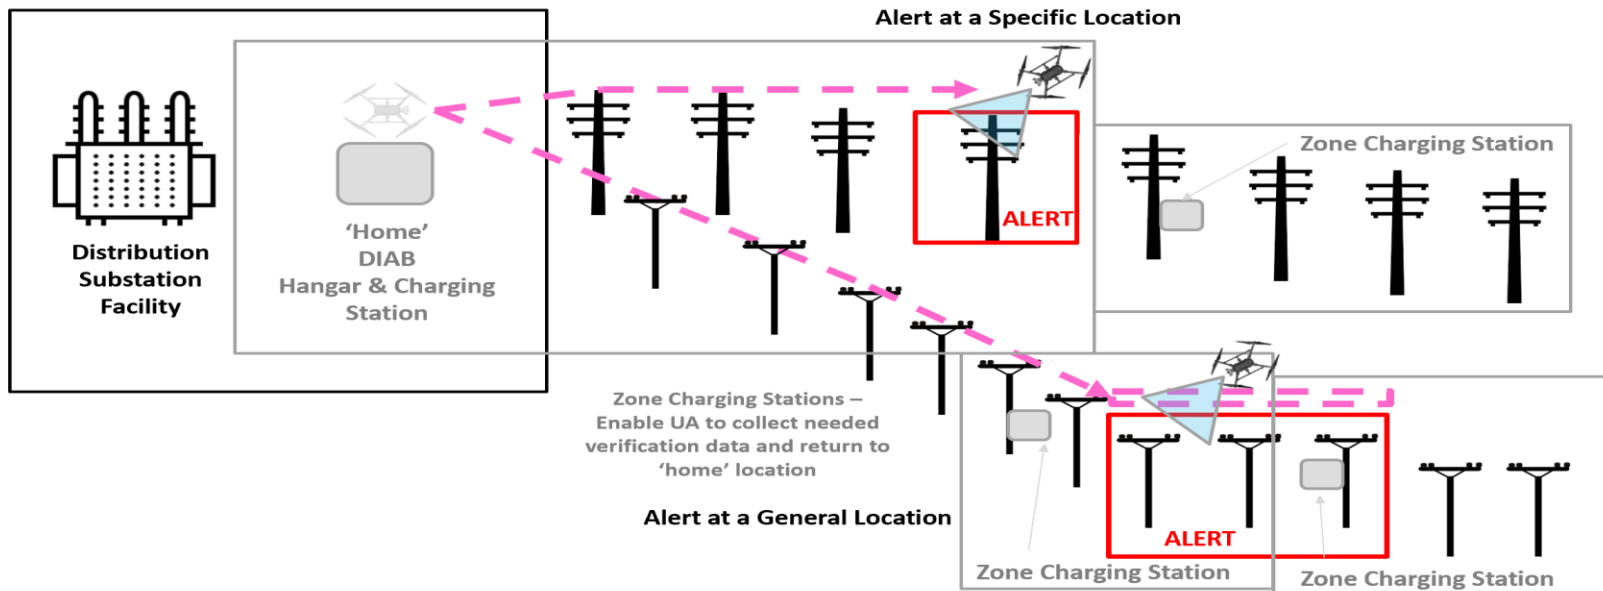 Alert at a Specific Location
Distribution
Substation
Facility
‘Home’
DIAB
Hangar & Charging
Station
ALERT
Zone Charging Station
Zone Charging Stations –
Enable UA to collect needed
verification data and return to
‘home’ location
Alert at a General Location
ALERT
Zone Charging Station
Zone Charging Station